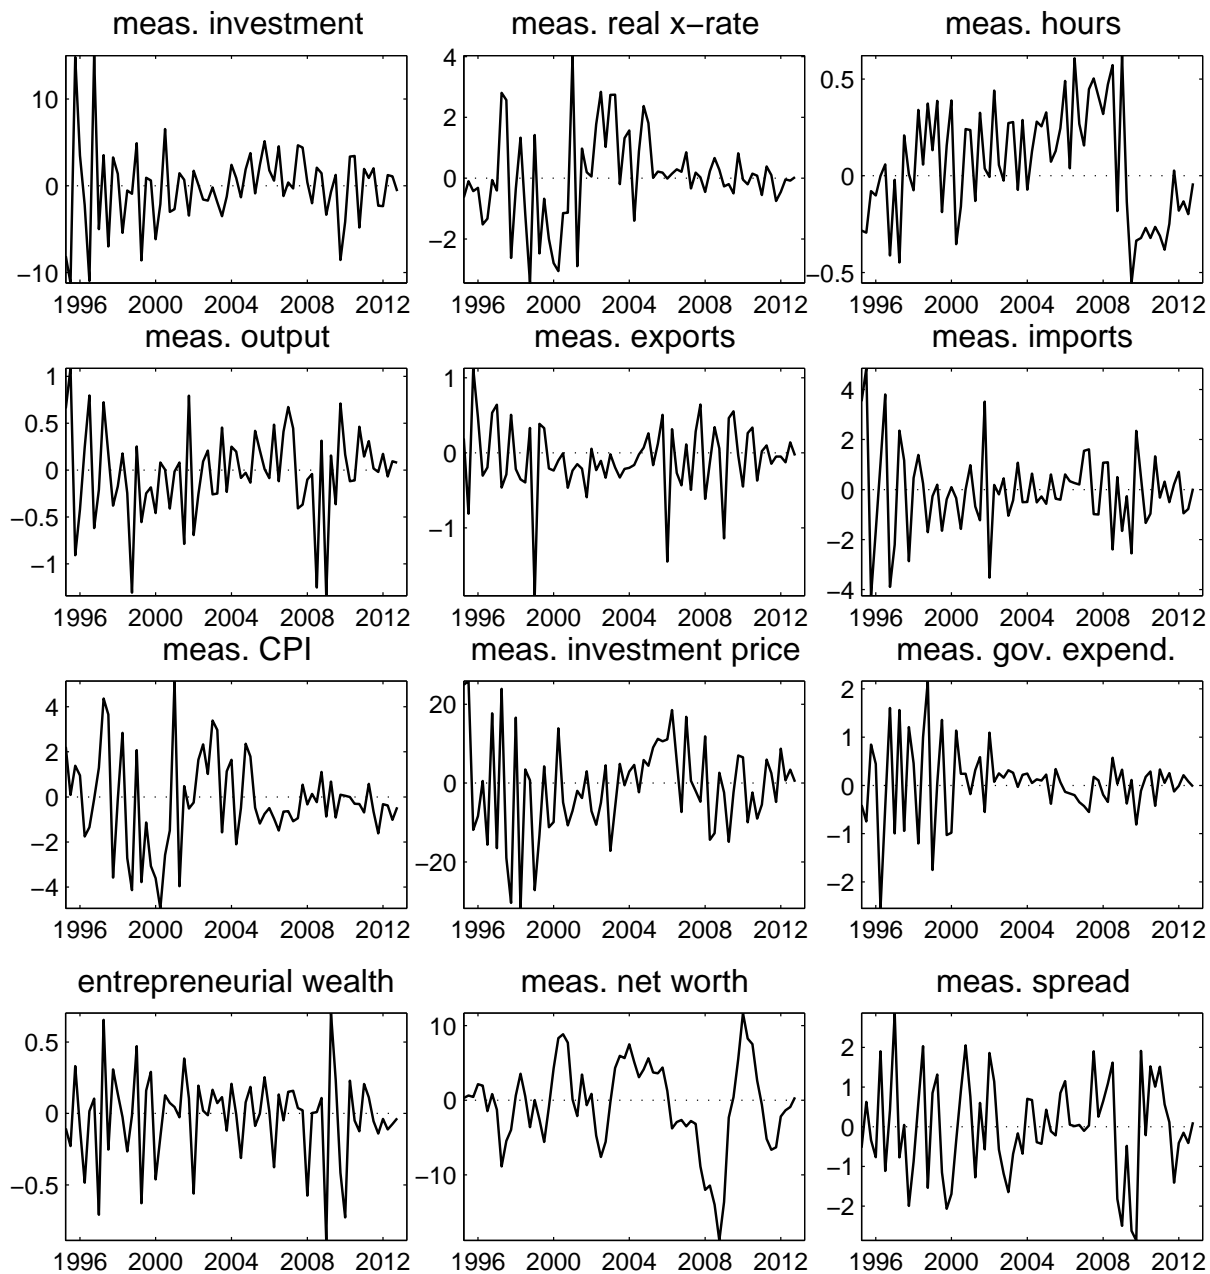 meas. investment
meas. real x−rate
meas. hours
10
0
−10
4
2
0
−2
0.5
0
−0.5
1996 2000 2004 2008 2012
1996 2000 2004 2008 2012
1996 2000 2004 2008 2012
meas. output
meas. exports
meas. imports
1
0.5
0
−0.5
−1
1
0
−1
4
2
0
−2
−4
1996 2000 2004 2008 2012
1996 2000 2004 2008 2012
1996 2000 2004 2008 2012
meas. CPI
meas. investment price
meas. gov. expend.
4
2
0
−2
−4
20
0
−20
2
1
0
−1
−2
1996 2000 2004 2008 2012
1996 2000 2004 2008 2012
1996 2000 2004 2008 2012
entrepreneurial wealth
meas. net worth
meas. spread
0.5
0
−0.5
10
0
−10
2
1
0
−1
−2
1996 2000 2004 2008 2012
1996 2000 2004 2008 2012
1996 2000 2004 2008 2012